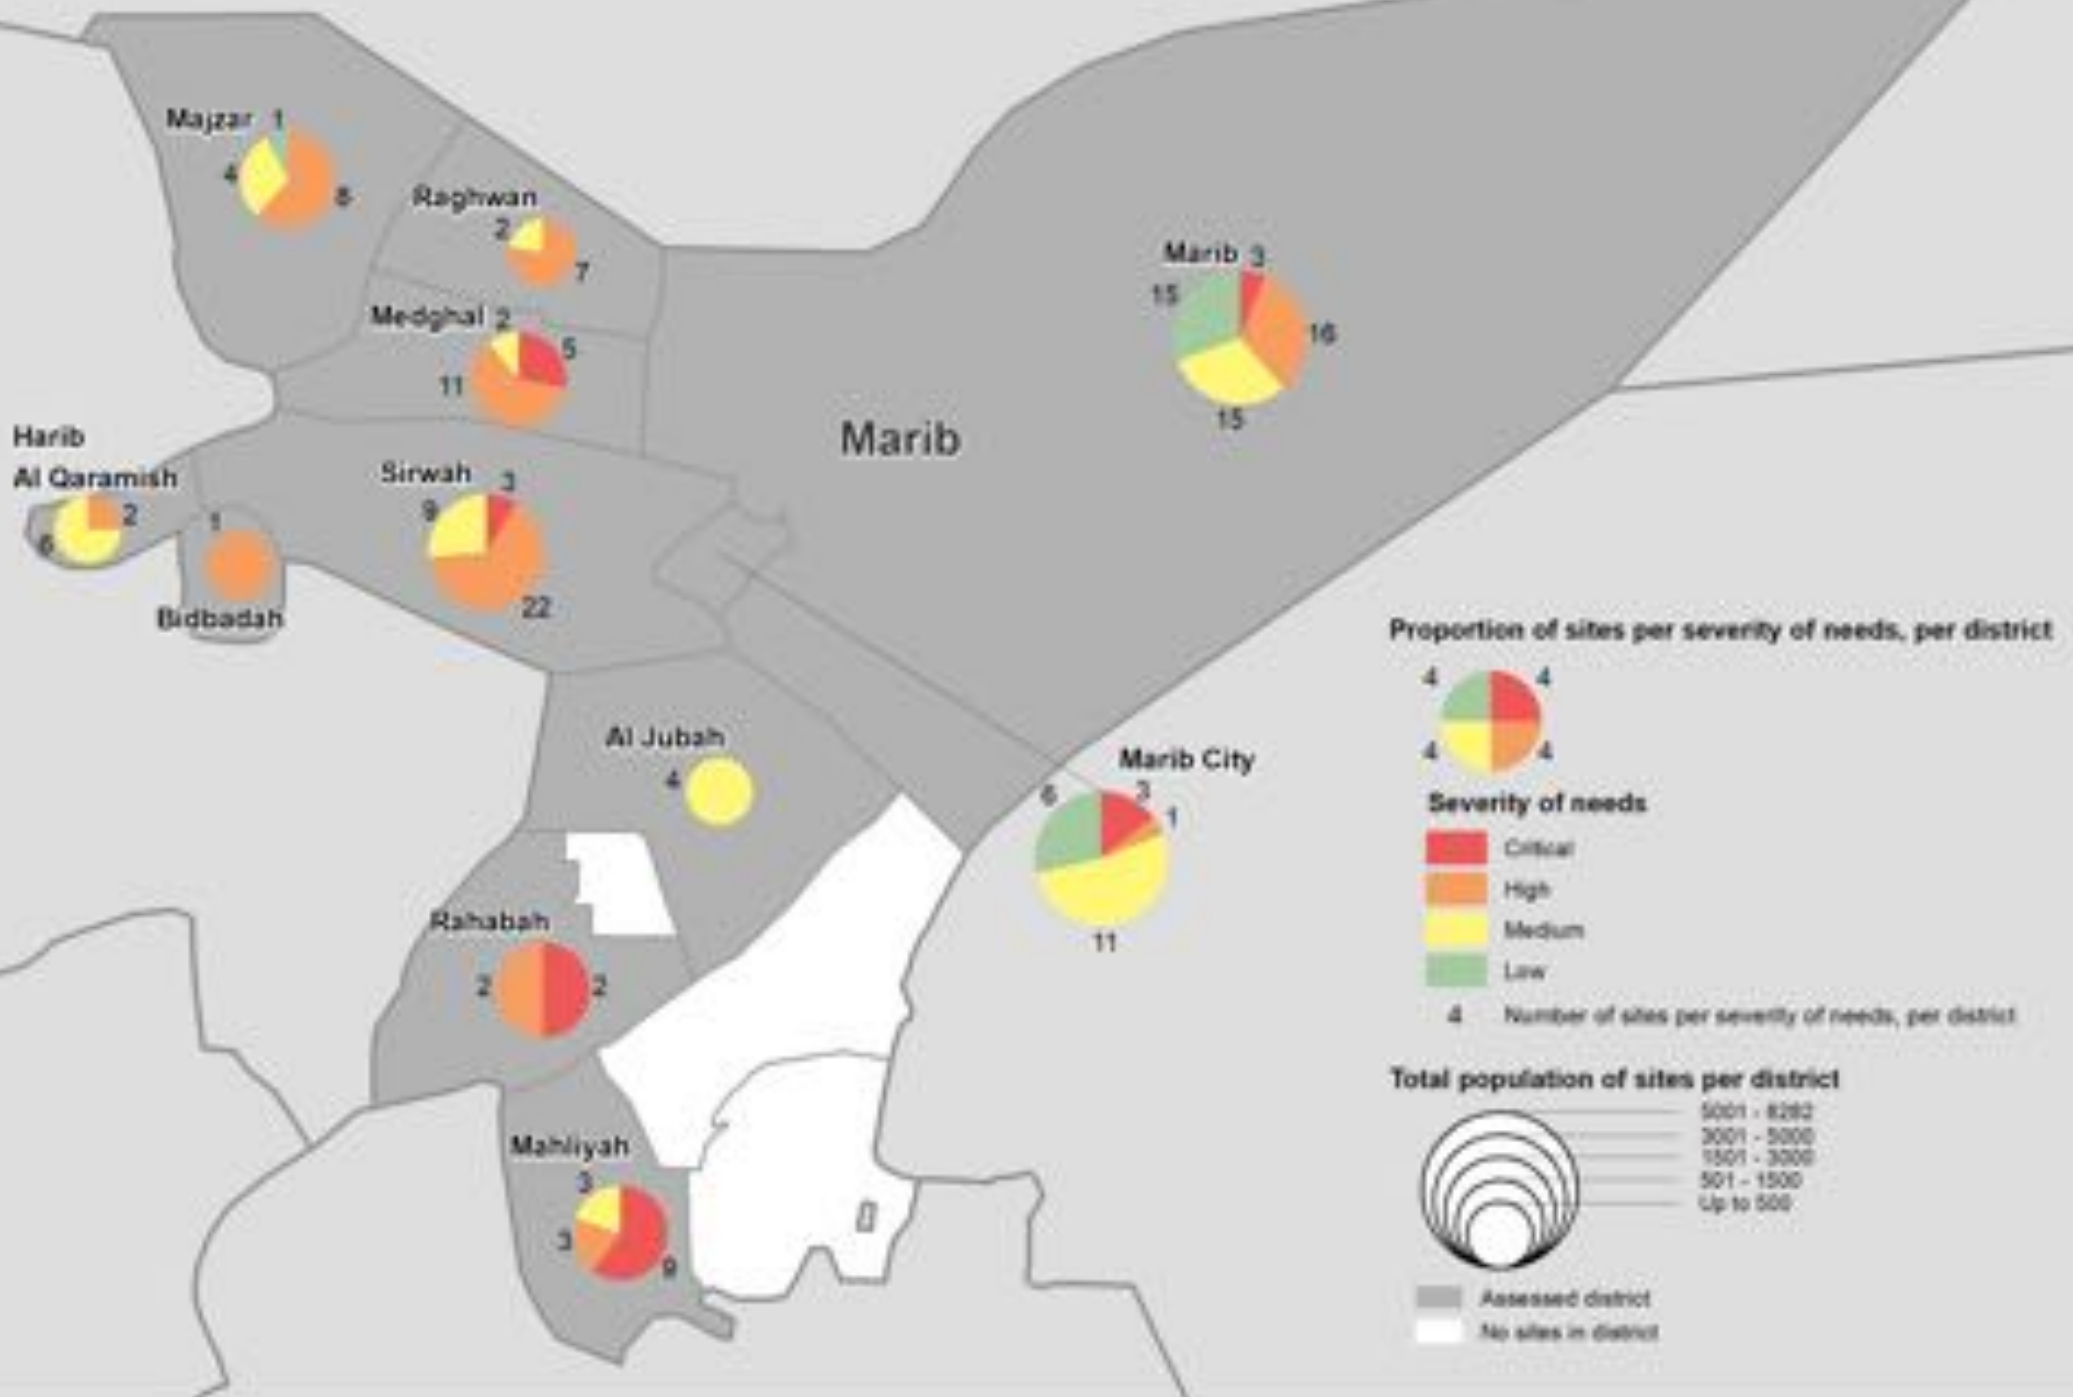 Majzar 1
4
8
Raghwan
2
7
Medghal 2
5
11
Marib 3
15
16
15
Marib
Harib
Al Qaramish
2
6
Sirwah 3
9
22
1
Bidbadah
Al Jubah
4
Marib City
6 3
1
11
Rahabah
2 2
Mahliyah
3
3
9
Proportion of sites per severity of needs, per district
4 4
4 4
Severity of needs
Critical
High
Medium
Low
4 Number of sites per severity of needs, per district
Total population of sites per district
5001 - 8282
3001 - 5000
1501 - 3000
501 - 1500
Up to 500
Assessed district
No sites in district